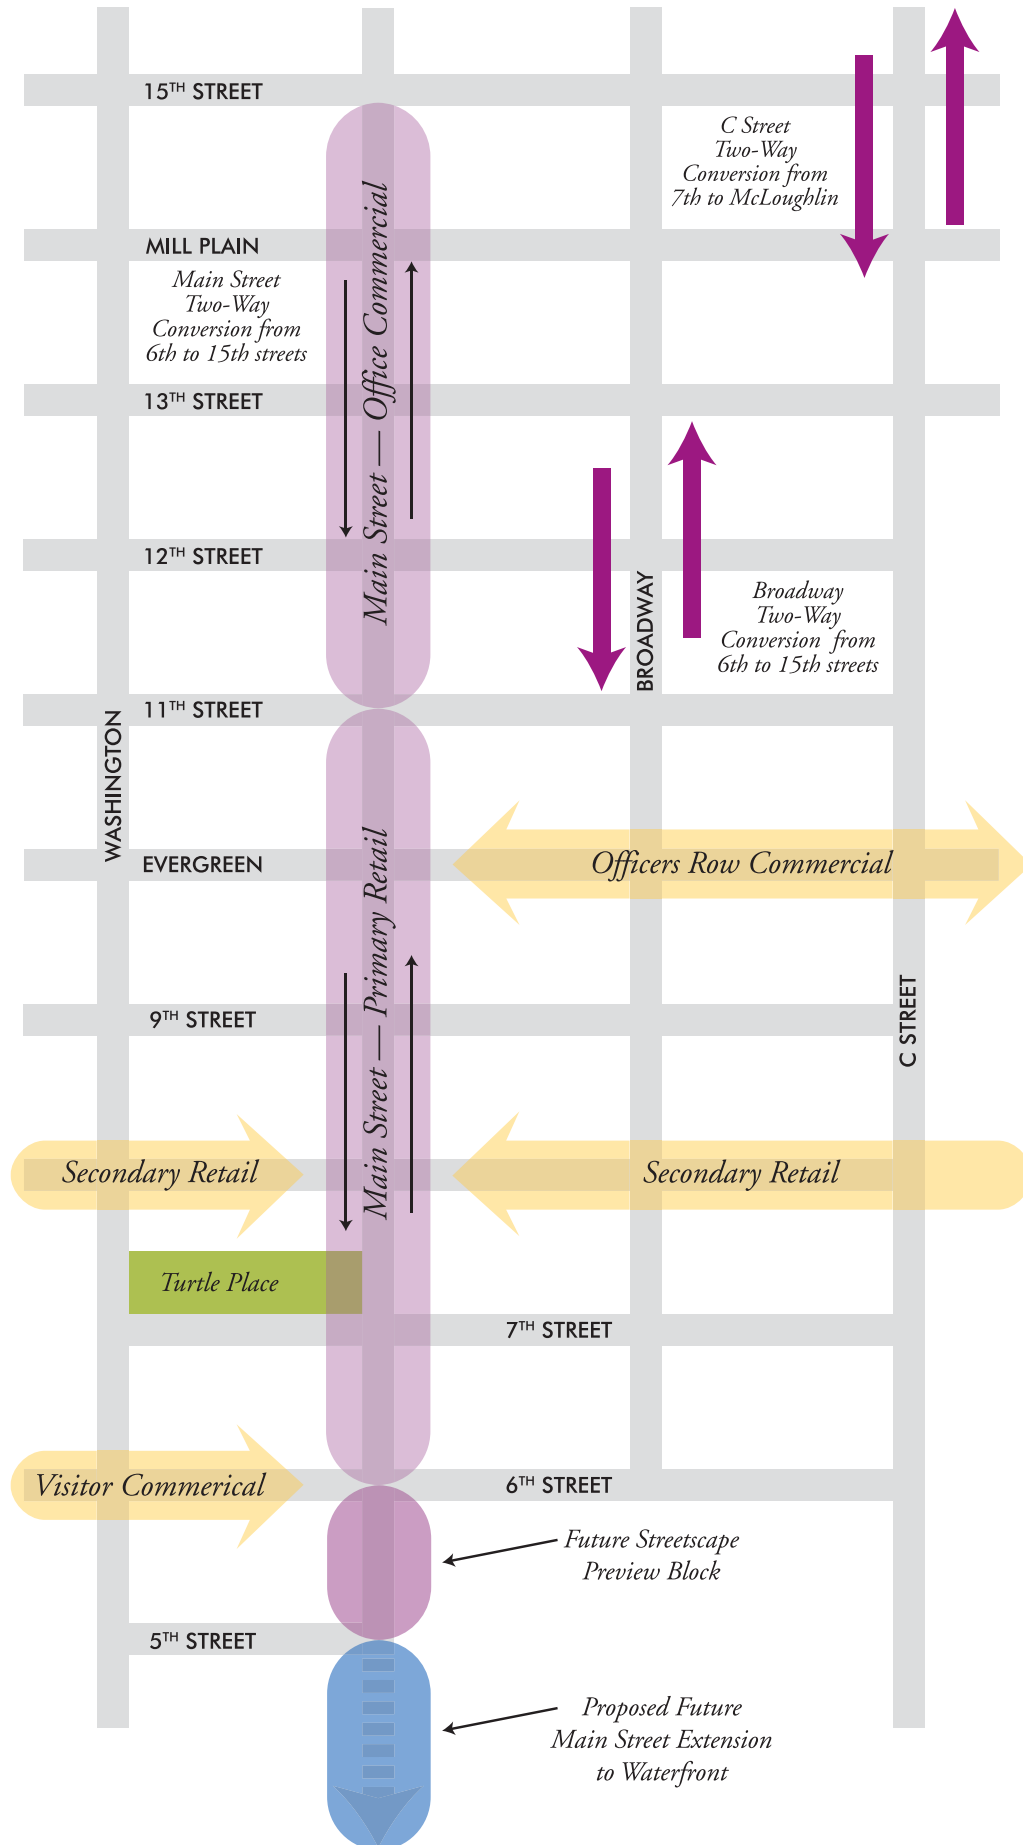 15TH STREET
C Street
Two-Way
Conversion from
7th to McLoughlin
MILL PLAIN
Main Street
Two-Way
Conversion from
6th to 15th streets
Main Street — Office Commercial
13TH STREET
12TH STREET
BROADWAY
Broadway
Two-Way
Conversion from
6th to 15th streets
11TH STREET
WASHINGTON
EVERGREEN
Officers Row Commercial
Main Street — Primary Retail
9TH STREET
C STREET
Secondary Retail
Secondary Retail
Turtle Place
7TH STREET
Visitor Commerical
6TH STREET
Future Streetscape
Preview Block
5TH STREET
Proposed Future
Main Street Extension
to Waterfront